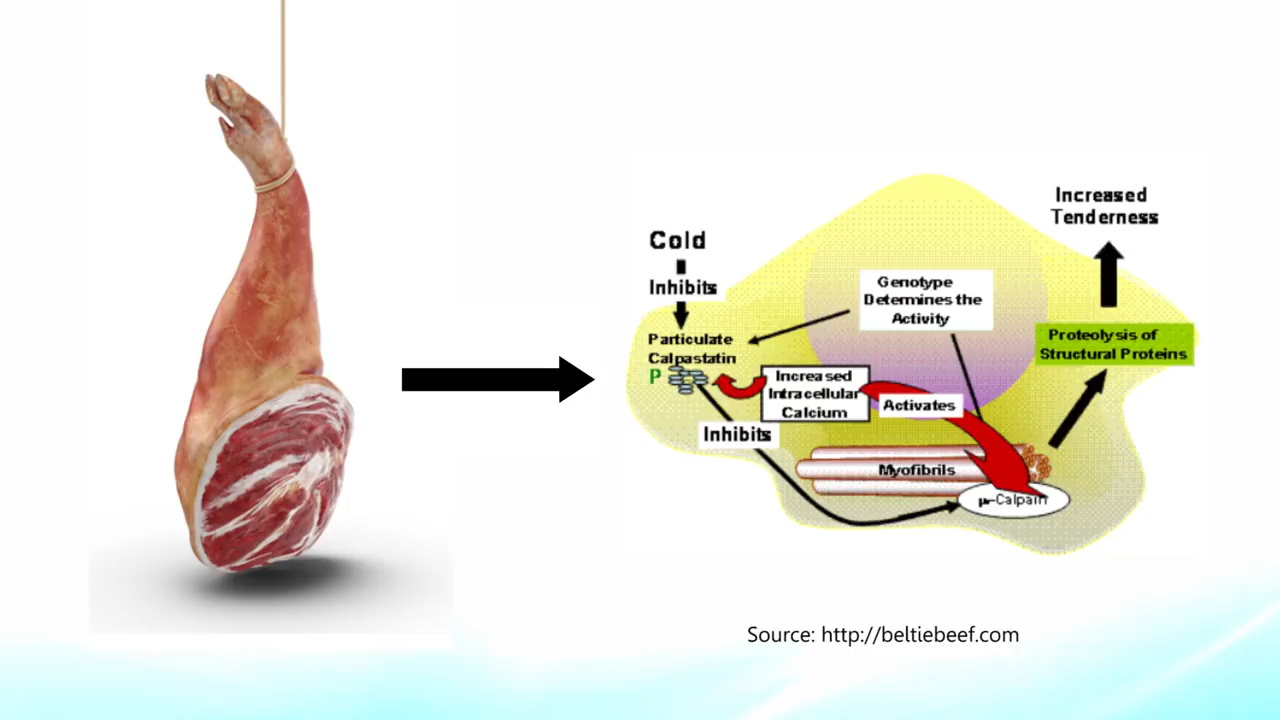 Cold
Inhibits
Particulate
Calpastatin
P
Inhibits
Genotype
Determines the
Activity
Increased
Intracellular
Calcium
Activates
Myofibrils
µ-Calpain
Proteolysis of
Structural Proteins
Increased
Tenderness
Source: http://beltiebeef.com